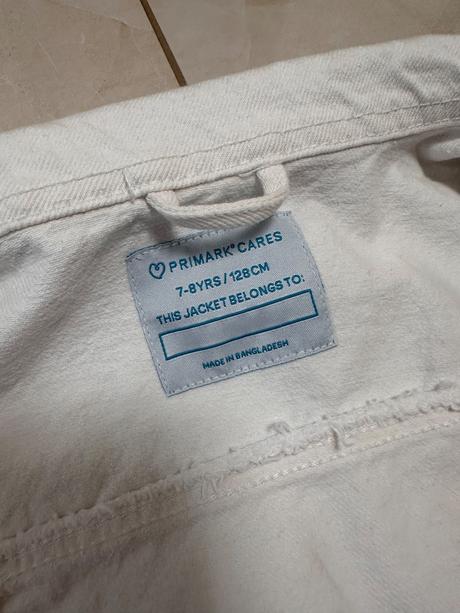 PRIMARK® CARES
7-8YRS / 128CM
THIS JACKET BELONGS TO:
MADE IN BANGLADESH